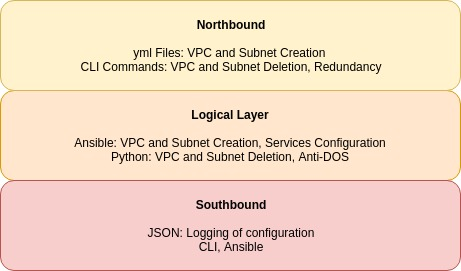 Northbound
yml Files: VPC and Subnet Creation
CLI Commands: VPC and Subnet Deletion, Redundancy
Logical Layer
Ansible: VPC and Subnet Creation, Services Configuration
Python: VPC and Subnet Deletion, Anti-DOS
Southbound
JSON: Logging of configuration
CLI, Ansible